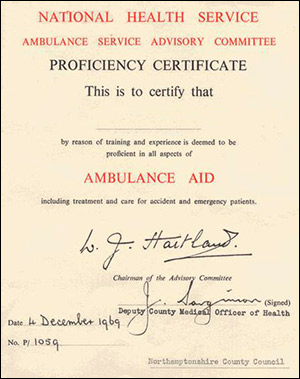 NATIONAL HEALTH SERVICE
AMBULANCE SERVICE ADVISORY COMMITTEE
PROFICIENCY CERTIFICATE
This is to certify that
by reason of training and experience is deemed to be
proficient in all aspects of
AMBULANCE AID
including treatment and care for accident and emergency patients.
W. J. Hartland.
Chairman of the Advisory Committee
J. (Signed)
Deputy County Medical Officer of Health
Date 4 December 1969
No. P/ 1059
Northamptonshire County Council